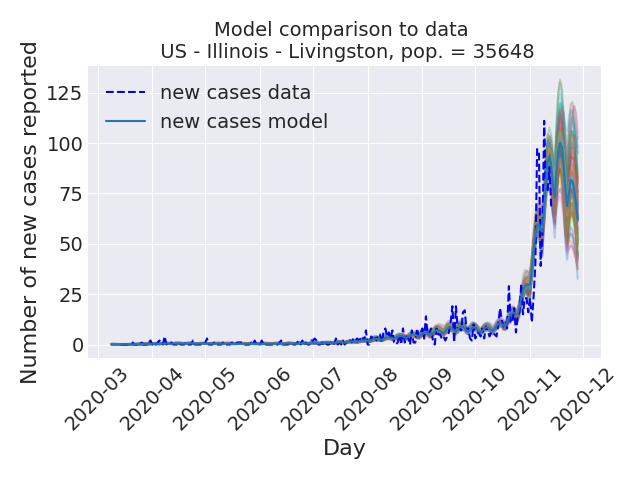 Model comparison to data
US - Illinois - Livingston, pop. = 35648
Number of new cases reported
125
100
75
50
25
0
new cases data
new cases model
2020-03
2020-04
2020-05
2020-06
2020-07
2020-08
2020-09
2020-10
2020-11
2020-12
Day